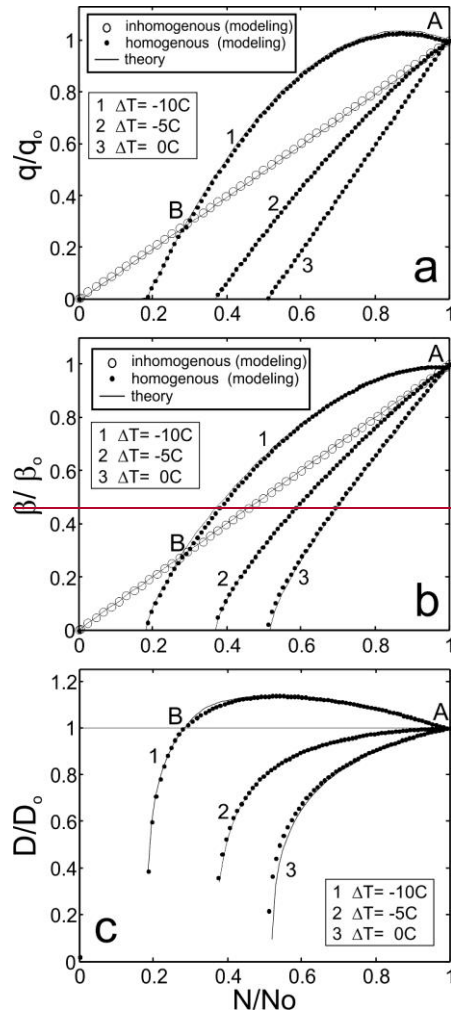 A
○ inhomogenous (modeling)
• homogenous (modeling)
— theory
1 ΔT= -10C
2 ΔT= -5C
3 ΔT= 0C
q/qo
1
0.8
0.6
0.4
0.2
0
1
B
2
3
a
0 0.2 0.4 0.6 0.8 1
A
○ inhomogenous (modeling)
• homogenous (modeling)
— theory
1 ΔT= -10C
2 ΔT= -5C
3 ΔT= 0C
β/βo
1
0.8
0.6
0.4
0.2
0
1
B
2
3
b
0 0.2 0.4 0.6 0.8 1
D/Do
1.2
1
0.8
0.6
0.4
0.2
0
B
A
1
2
3
1 ΔT= -10C
2 ΔT= -5C
3 ΔT= 0C
c
0 0.2 0.4 0.6 0.8 1
N/No